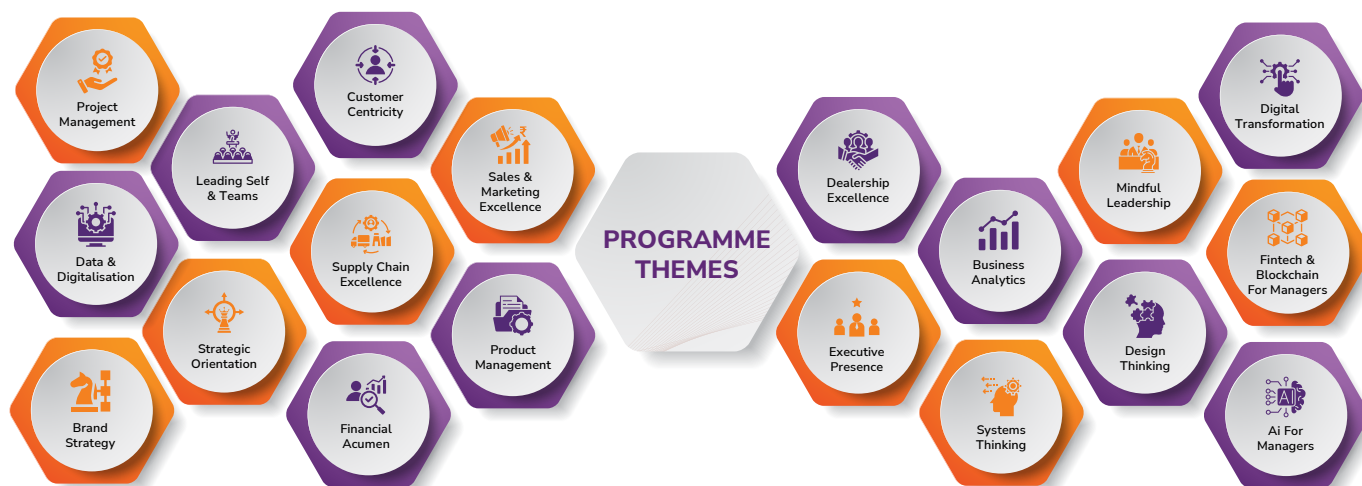 Project
Management
Leading Self
& Teams
Customer
Centricity
Sales &
Marketing
Excellence
Data &
Digitalisation
Strategic
Orientation
Supply Chain
Excellence
Product
Management
Brand
Strategy
Financial
Acumen
PROGRAMME
THEMES
Dealership
Excellence
Business
Analytics
Mindful
Leadership
Digital
Transformation
Executive
Presence
Systems
Thinking
Design
Thinking
Fintech &
Blockchain
For Managers
AI
Ai For
Managers